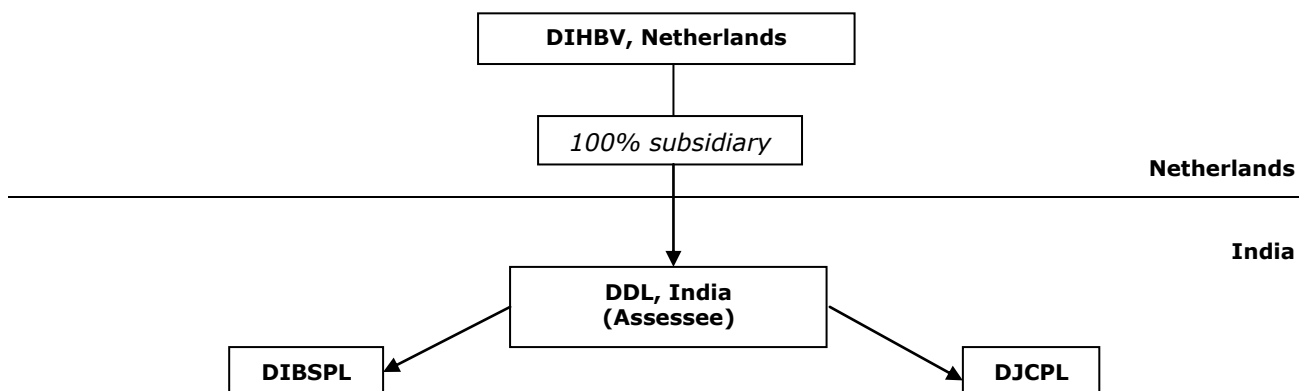 DIHBV, Netherlands
100% subsidiary
Netherlands
India
DDL, India
(Assessee)
DIBSPL
DJCPL